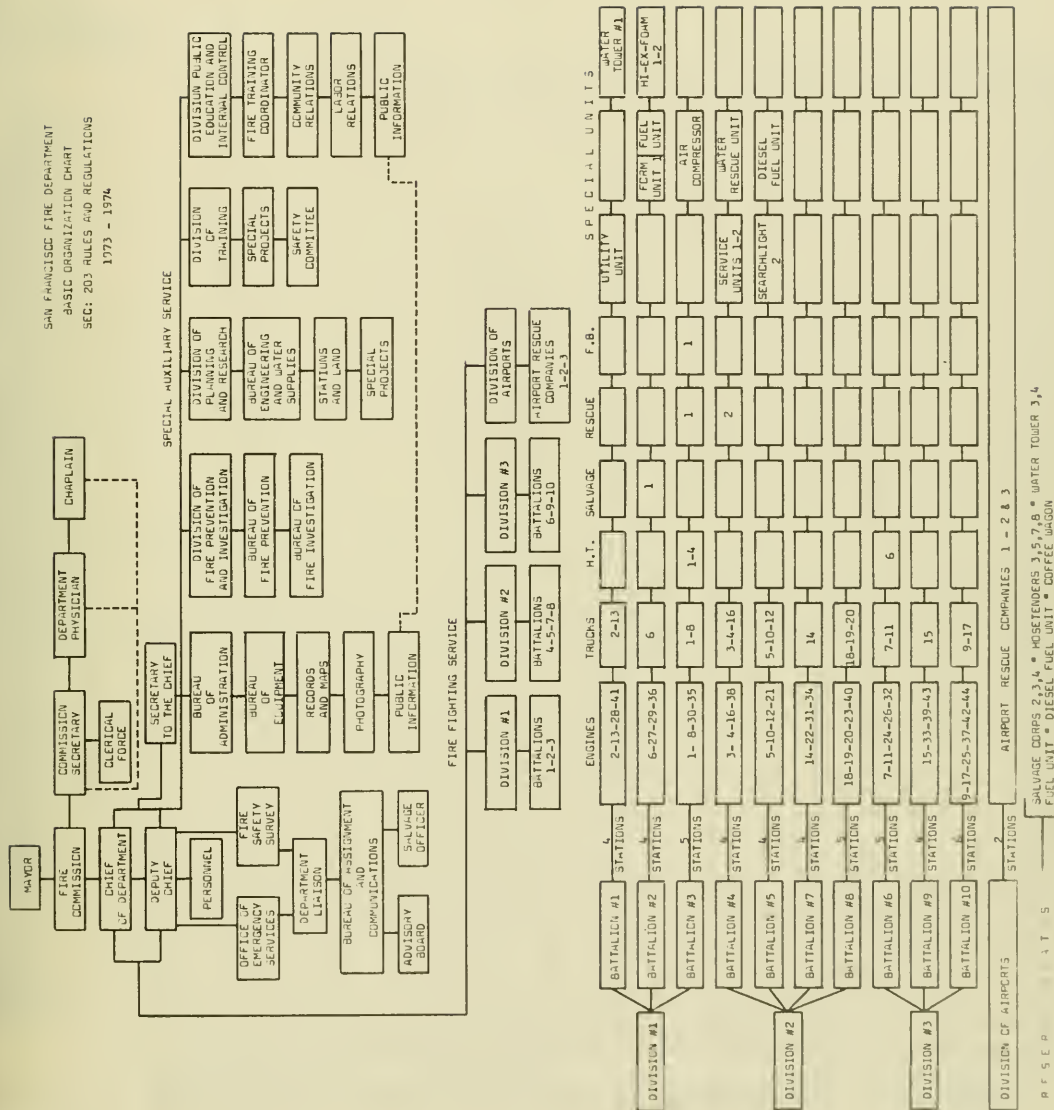 SAN FRANCISCO FIRE DEPARTMENT
BASIC ORGANIZATION CHART
SEC: 203 RULES AND REGULATIONS
1973 - 1974
MAYOR
FIRE
COMMISSION
COMMISSION
SECRETARY
CLERICAL
FORCE
DEPARTMENT
PHYSICIAN
CHAPLAIN
CHIEF
OF DEPARTMENT
SECRETARY
TO THE CHIEF
DEPUTY
CHIEF
PERSONNEL
OFFICE OF
EMERGENCY
SERVICES
FIRE
SAFETY
SURVEY
DEPARTMENT
LIAISON
BUREAU OF ASSIGNMENT
AND
COMMUNICATIONS
ADVISORY
BOARD
SALVAGE
OFFICER
SPECIAL AUXILIARY SERVICE
BUREAU
OF
ADMINISTRATION
BUREAU
OF
EQUIPMENT
RECORDS
AND MAPS
PHOTOGRAPHY
PUBLIC
INFORMATION
DIVISION OF
FIRE PREVENTION
AND INVESTIGATION
BUREAU OF
FIRE PREVENTION
BUREAU OF
FIRE INVESTIGATION
DIVISION OF
PLANNING
AND RESEARCH
BUREAU OF
ENGINEERING
AND WATER
SUPPLIES
STATIONS
AND LAND
SPECIAL
PROJECTS
DIVISION
OF
TRAINING
SPECIAL
PROJECTS
SAFETY
COMMITTEE
DIVISION PUBLIC
EDUCATION AND
INTERNAL CONTROL
FIRE TRAINING
COORDINATOR
COMMUNITY
RELATIONS
LABOR
RELATIONS
PUBLIC
INFORMATION
FIRE FIGHTING SERVICE
DIVISION #1
BATTALIONS
1-2-3
DIVISION #2
BATTALIONS
4-5-7-8
DIVISION #3
BATTALIONS
6-9-10
DIVISION OF
AIRPORTS
AIRPORT RESCUE
COMPANIES
1-2-3
ENGINES TRUCKS H.T. SALVAGE RESCUE F.B. SPECIAL UNITS
DIVISION #1
BATTALION #1 4 STATIONS 2-13-28-41 2-13 UTILITY UNIT WATER TOWER #1
BATTALION #2 4 STATIONS 6-27-29-36 6 1 FOAM UNIT 1 FUEL UNIT HI-EX-FOAM 1-2
BATTALION #3 5 STATIONS 1- 8-30-35 1-8 1-4 1 1 AIR COMPRESSOR
DIVISION #2
BATTALION #4 STATIONS 3- 4-16-38 3-4-16 2 SERVICE UNITS 1-2 WATER RESCUE UNIT
BATTALION #5 4 STATIONS 5-10-12-21 5-10-12 SEARCHLIGHT 2 DIESEL FUEL UNIT
BATTALION #7 STATIONS 14-22-31-34 14
BATTALION #8 STATIONS 18-19-20-23-40 18-19-20
DIVISION #3
BATTALION #6 STATIONS 7-11-24-26-32 7-11 6
BATTALION #9 STATIONS 15-33-39-43 15
BATTALION #10 STATIONS 9-17-25-37-42-44 9-17
DIVISION OF AIRPORTS 2 STATIONS AIRPORT RESCUE COMPANIES 1 - 2 & 3
SALVAGE CORPS 2,3,4 * HOSETENDERS 3,5,7,8 * WATER TOWER 3,4
FUEL UNIT * DIESEL FUEL UNIT * COFFEE WAGON